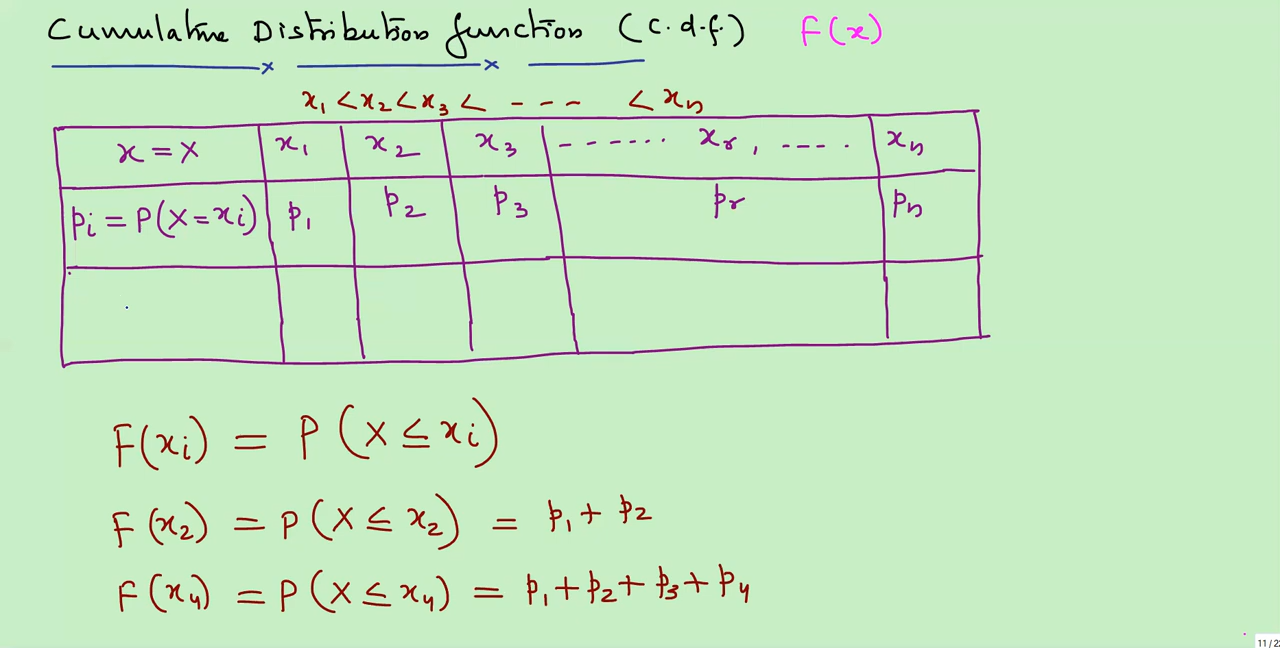 Cumulative Distribution function (c.d.f.) F(x)
x₁ < x₂ < x₃ < - - - < xₙ
x = X x₁ x₂ x₃ - - - - - ...... xᵣ, - - - - . xₙ
pᵢ = P(X = xᵢ) p₁ p₂ p₃ pᵣ pₙ
F(xᵢ) = P(X ≤ xᵢ)
F(x₂) = P(X ≤ x₂) = p₁ + p₂
F(x₄) = P(X ≤ x₄) = p₁ + p₂ + p₃ + p₄